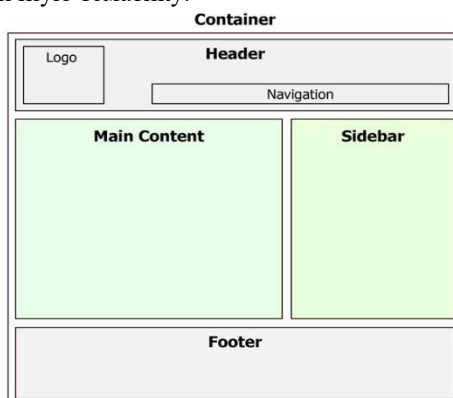 Container
Header
Logo
Navigation
Main Content
Sidebar
Footer